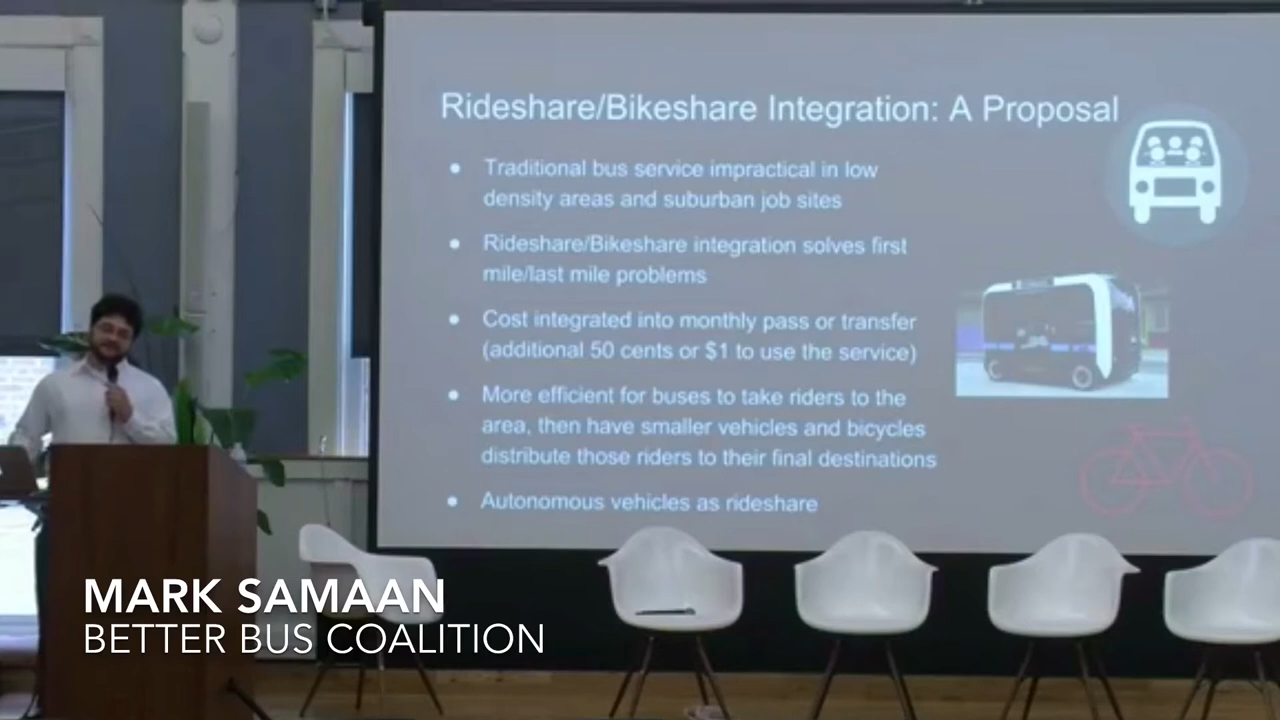 Rideshare/Bikeshare Integration: A Proposal
● Traditional bus service impractical in low
density areas and suburban job sites
● Rideshare/Bikeshare integration solves first
mile/last mile problems
● Cost integrated into monthly pass or transfer
(additional 50 cents or $1 to use the service)
● More efficient for buses to take riders to the
area, then have smaller vehicles and bicycles
distribute those riders to their final destinations
● Autonomous vehicles as rideshare
MARK SAMAAN
BETTER BUS COALITION